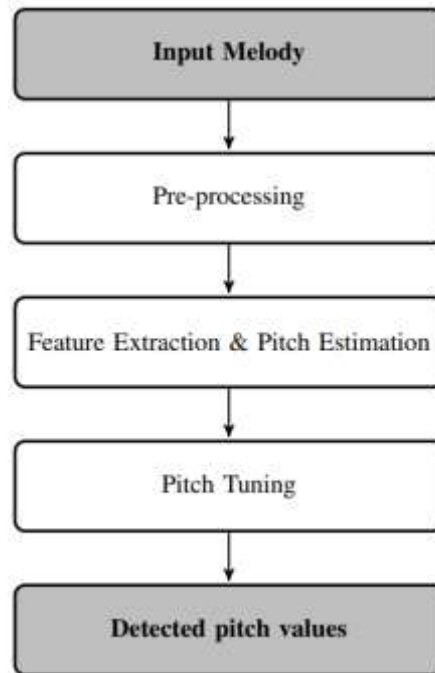 Input Melody
Pre-processing
Feature Extraction & Pitch Estimation
Pitch Tuning
Detected pitch values